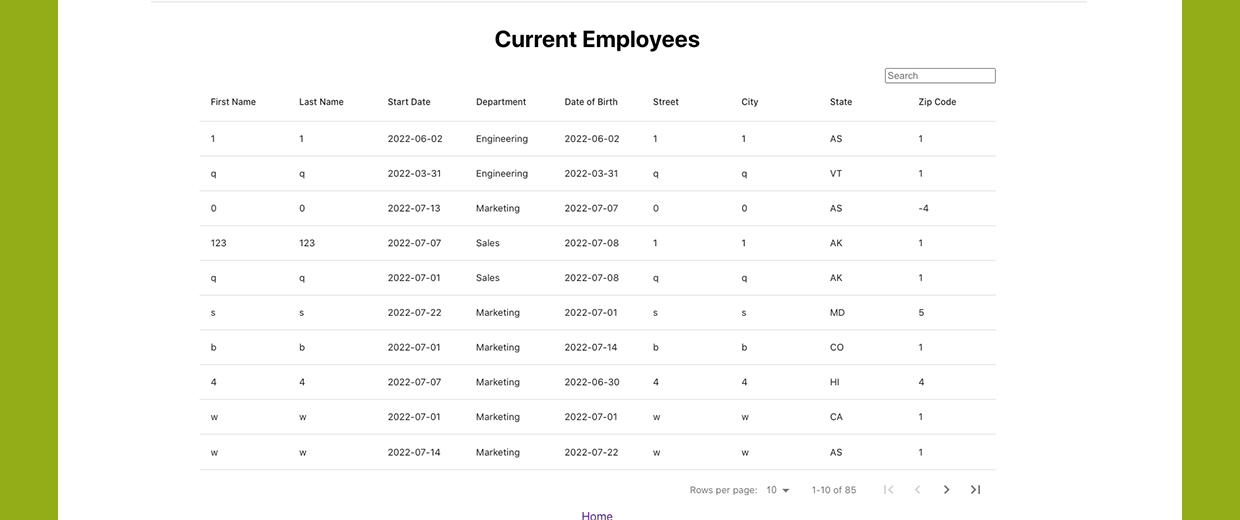 Current Employees
Search
First Name Last Name Start Date Department Date of Birth Street City State Zip Code
1 1 2022-06-02 Engineering 2022-06-02 1 1 AS 1
q q 2022-03-31 Engineering 2022-03-31 q q VT 1
0 0 2022-07-13 Marketing 2022-07-07 0 0 AS -4
123 123 2022-07-07 Sales 2022-07-08 1 1 AK 1
q q 2022-07-01 Sales 2022-07-08 q q AK 1
s s 2022-07-22 Marketing 2022-07-01 s s MD 5
b b 2022-07-01 Marketing 2022-07-14 b b CO 1
4 4 2022-07-07 Marketing 2022-06-30 4 4 HI 4
w w 2022-07-01 Marketing 2022-07-01 w w CA 1
w w 2022-07-14 Marketing 2022-07-22 w w AS 1
Rows per page: 10 1-10 of 85
Home